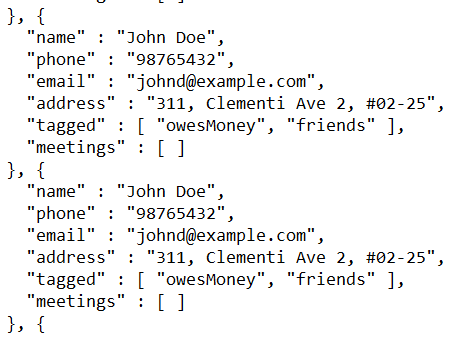 }, {
"name" : "John Doe",
"phone" : "98765432",
"email" : "johnd@example.com",
"address" : "311, Clementi Ave 2, #02-25",
"tagged" : [ "owesMoney", "friends" ],
"meetings" : [ ]
}, {
"name" : "John Doe",
"phone" : "98765432",
"email" : "johnd@example.com",
"address" : "311, Clementi Ave 2, #02-25",
"tagged" : [ "owesMoney", "friends" ],
"meetings" : [ ]
}, {